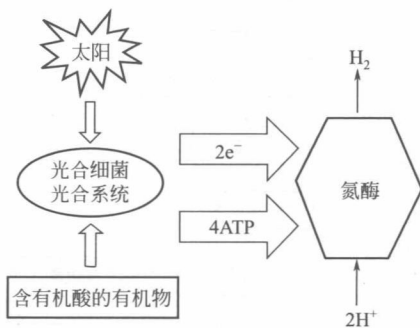 太阳
H₂
光合细菌
光合系统
2e⁻
4ATP
氮酶
含有机酸的有机物
2H⁺